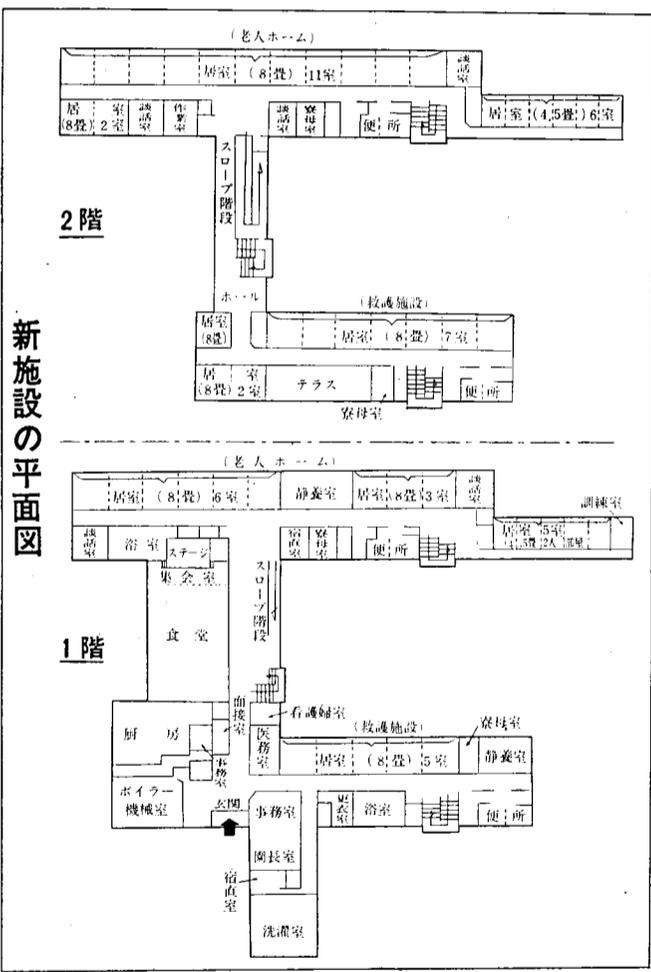 新施設の平面図
2階
(老人ホーム)
居室(8畳)11室
談話室
居室(8畳)2室
談話室
作業室
談話室
寮母室
便所
居室(4.5畳)6室
スロープ階段
ホール
(救護施設)
居室(8畳)
居室(8畳)7室
居室(8畳)2室
テラス
寮母室
便所
1階
(老人ホーム)
居室(8畳)6室
静養室
居室(8畳)3室
談話室
訓練室
談話室
浴室
ステージ
宿直室
寮母室
便所
居室5室
2人部屋
集会室
スロープ階段
食堂
面接室
看護婦室
(救護施設)
寮母室
厨房
事務室
医務室
居室(8畳)5室
静養室
ボイラー
機械室
玄関
事務室
更衣室
浴室
便所
園長室
宿直室
洗濯室